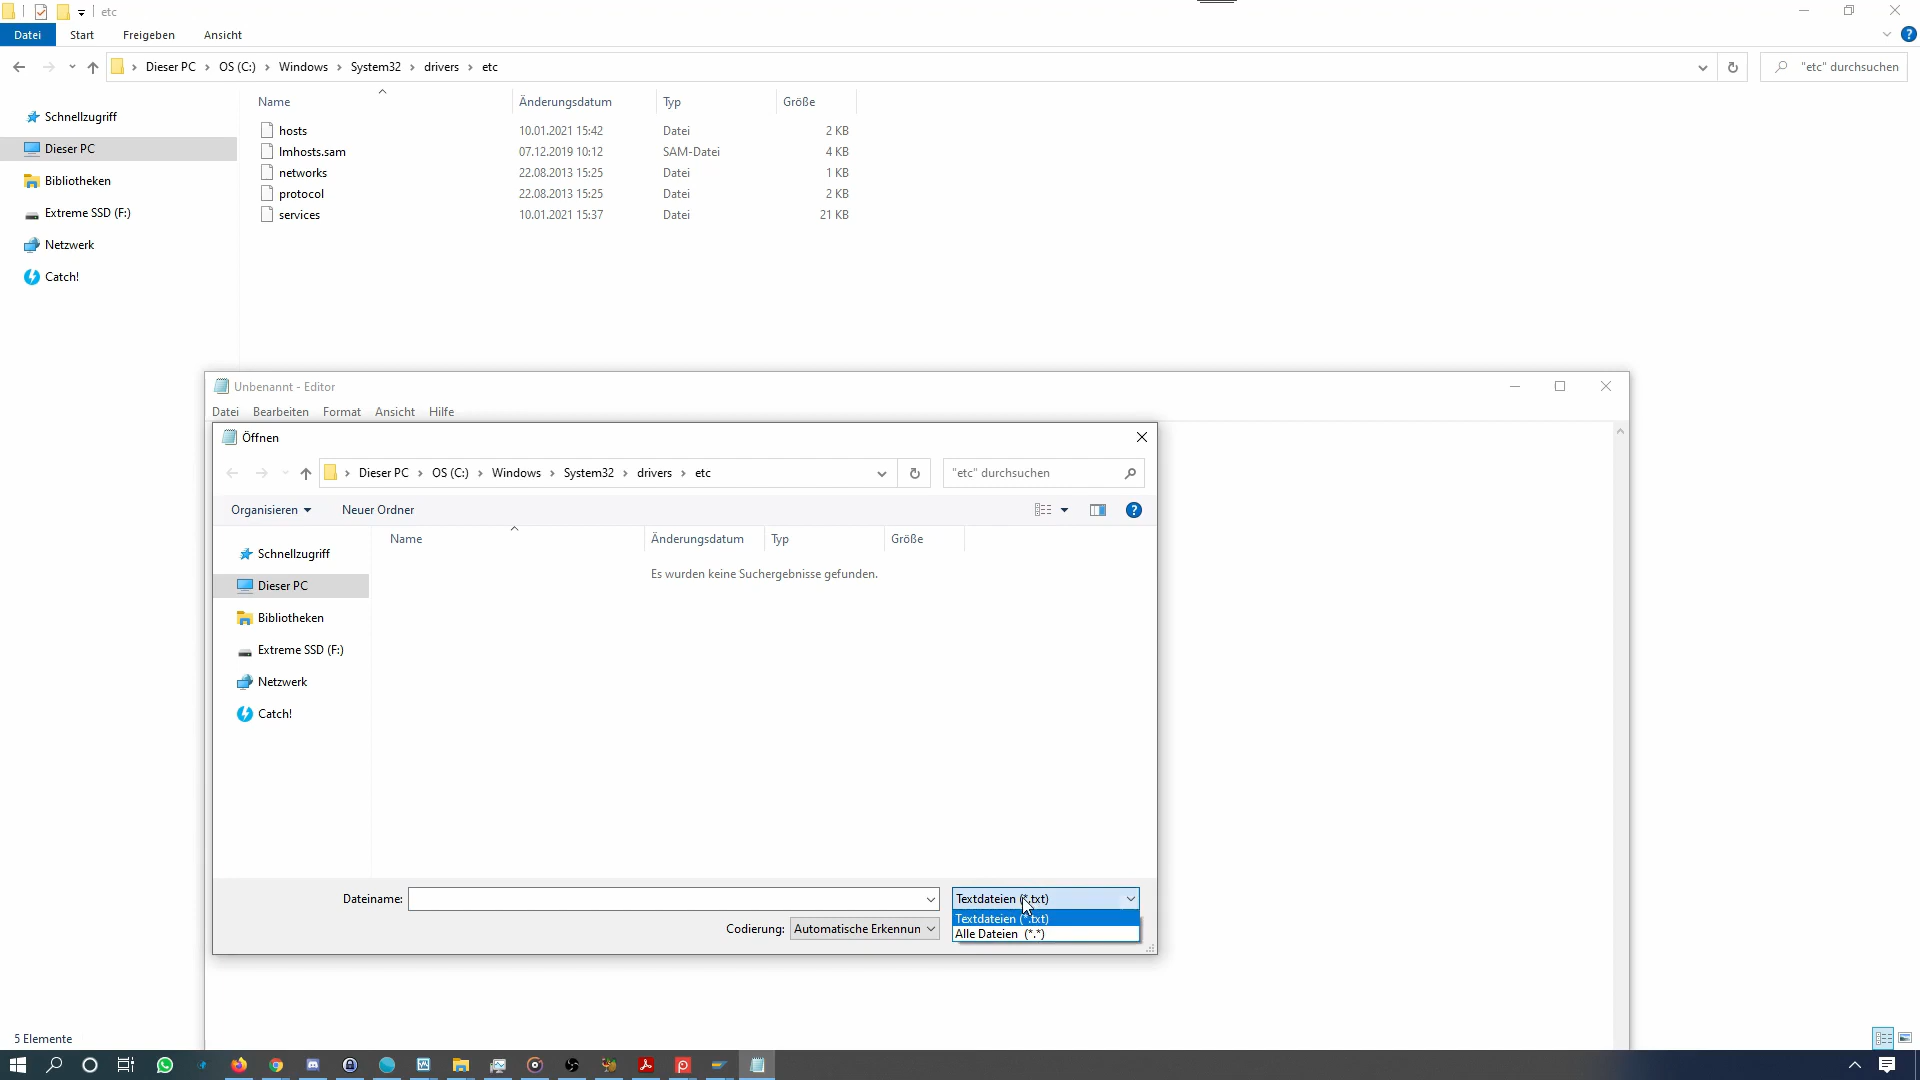 etc
Datei Start Freigeben Ansicht
Dieser PC OS (C:) Windows System32 drivers etc "etc" durchsuchen
Name Änderungsdatum Typ Größe
Schnellzugriff
Dieser PC
Bibliotheken
Extreme SSD (F:)
Netzwerk
Catch!
hosts 10.01.2021 15:42 Datei 2 KB
lmhosts.sam 07.12.2019 10:12 SAM-Datei 4 KB
networks 22.08.2013 15:25 Datei 1 KB
protocol 22.08.2013 15:25 Datei 2 KB
services 10.01.2021 15:37 Datei 21 KB
Unbenannt - Editor
Datei Bearbeiten Format Ansicht Hilfe
Öffnen
Dieser PC OS (C:) Windows System32 drivers etc "etc" durchsuchen
Organisieren Neuer Ordner
Name Änderungsdatum Typ Größe
Es wurden keine Suchergebnisse gefunden.
Schnellzugriff
Dieser PC
Bibliotheken
Extreme SSD (F:)
Netzwerk
Catch!
Dateiname: Textdateien (*.txt)
Textdateien (*.txt)
Codierung: Automatische Erkennun Alle Dateien (*.*)
5 Elemente